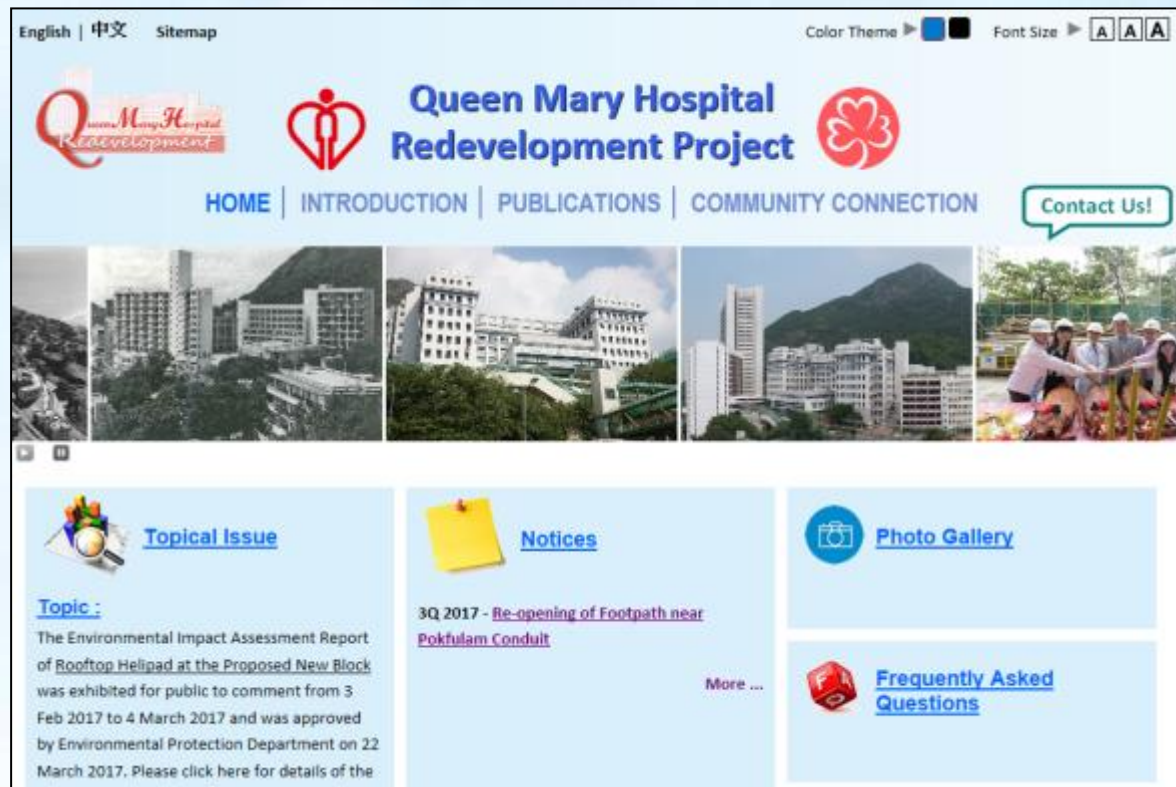 English | 中文 Sitemap
Color Theme Font Size A A A
Queen Mary Hospital
Redevelopment
Queen Mary Hospital
Redevelopment Project
HOME | INTRODUCTION | PUBLICATIONS | COMMUNITY CONNECTION
Contact Us!
Topical Issue
Topic :
The Environmental Impact Assessment Report
of Rooftop Helipad at the Proposed New Block
was exhibited for public to comment from 3
Feb 2017 to 4 March 2017 and was approved
by Environmental Protection Department on 22
March 2017. Please click here for details of the
Notices
3Q 2017 - Re-opening of Footpath near
Pokfulam Conduit
More ...
Photo Gallery
F A Q
Frequently Asked
Questions